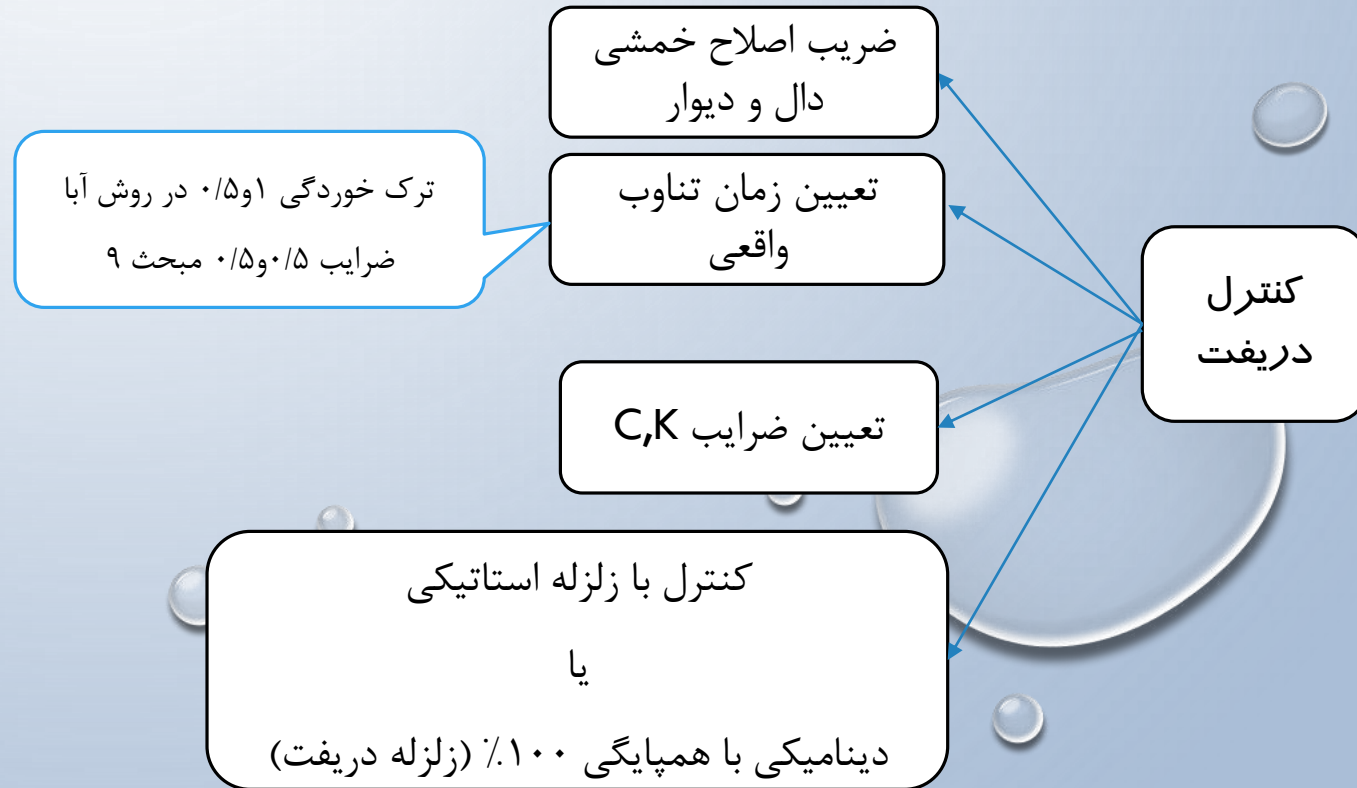 ضریب اصلاح خمشی
دال و دیوار
ترک خوردگی ۱و۰/۵ در روش آبا
ضرایب ۰/۵و۰/۵ مبحث ۹
تعیین زمان تناوب
واقعی
کنترل
دریفت
تعیین ضرایب C,K
کنترل با زلزله استاتیکی
یا
دینامیکی با همپایگی ۱۰۰٪ (زلزله دریفت)